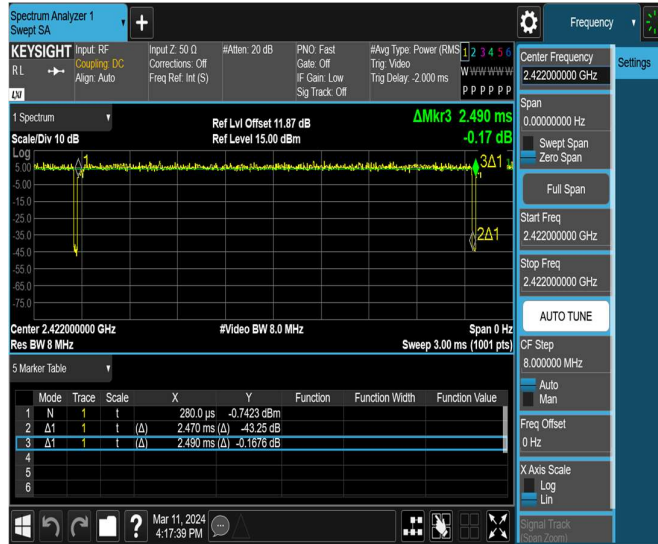 Spectrum Analyzer 1
Swept SA
Frequency
KEYSIGHT
RL
LXI
Input: RF
Coupling: DC
Align: Auto
Input Z: 50 Ω
Corrections: Off
Freq Ref: Int (S)
#Atten: 20 dB
PNO: Fast
Gate: Off
IF Gain: Low
Sig Track: Off
#Avg Type: Power (RMS
Trig: Video
Trig Delay: -2.000 ms
1 2 3 4 5 6
W W W W W W
P P P P P P
Center Frequency
2.422000000 GHz
Settings
Span
0.00000000 Hz
Swept Span
Zero Span
Full Span
Start Freq
2.422000000 GHz
Stop Freq
2.422000000 GHz
AUTO TUNE
CF Step
8.000000 MHz
Auto
Man
Freq Offset
0 Hz
X Axis Scale
Log
Lin
Signal Track
(Span Zoom)
1 Spectrum
Scale/Div 10 dB
Ref Lvl Offset 11.87 dB
Ref Level 15.00 dBm
ΔMkr3 2.490 ms
-0.17 dB
Log
5.00
-5.00
-15.0
-25.0
-35.0
-45.0
-55.0
-65.0
-75.0
1
3Δ1
2Δ1
Center 2.422000000 GHz
#Video BW 8.0 MHz
Span 0 Hz
Res BW 8 MHz
Sweep 3.00 ms (1001 pts)
5 Marker Table
Mode Trace Scale X Y Function Function Width Function Value
1 N 1 t 280.0 µs -0.7423 dBm
2 Δ1 1 t (Δ) 2.470 ms (Δ) -43.25 dB
3 Δ1 1 t (Δ) 2.490 ms (Δ) -0.1676 dB
4
5
6
Mar 11, 2024
4:17:39 PM